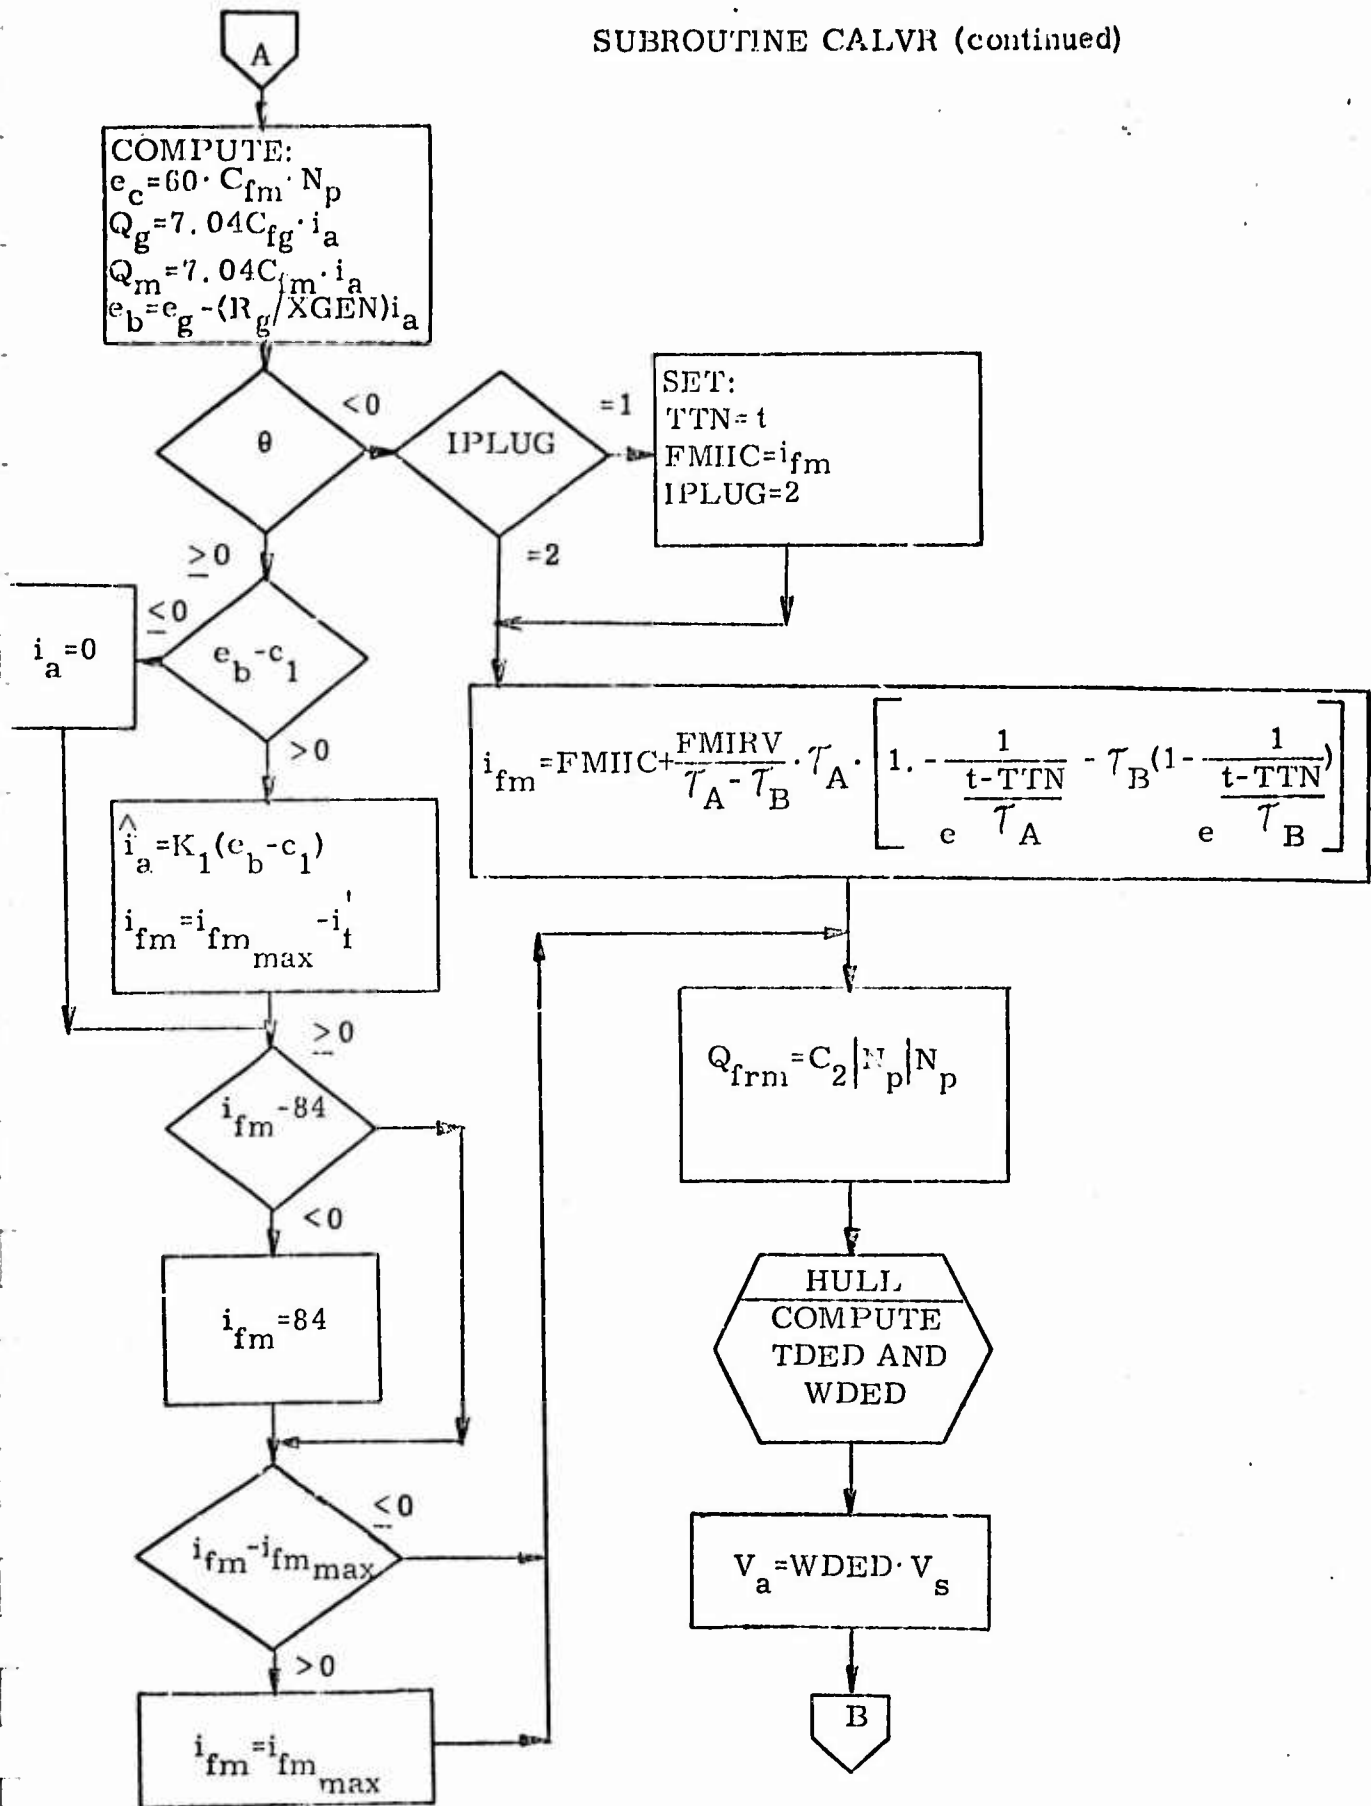 SUBROUTINE CALVR (continued)
A
COMPUTE:
e_c=60·C_fm·N_p
Q_g=7.04C_fg·i_a
Q_m=7.04C_fm·i_a
e_b=e_g-(R_g/XGEN)i_a
θ
<0
≥0
IPLUG
=1
=2
SET:
TTN=t
FMIIC=i_fm
IPLUG=2
e_b-c_1
≤0
>0
i_a=0
i_fm=FMIIC+FMIRV/(τ_A-τ_B)·τ_A·[1.-1/e^((t-TTN)/τ_A)-τ_B(1-1/e^((t-TTN)/τ_B))]
î_a=K_1(e_b-c_1)
i_fm=i_fm_max-i_f'
≥0
i_fm-84
<0
i_fm=84
i_fm-i_fm_max
≤0
>0
i_fm=i_fm_max
Q_frm=C_2|N_p|N_p
HULL
COMPUTE
TDED AND
WDED
V_a=WDED·V_s
B